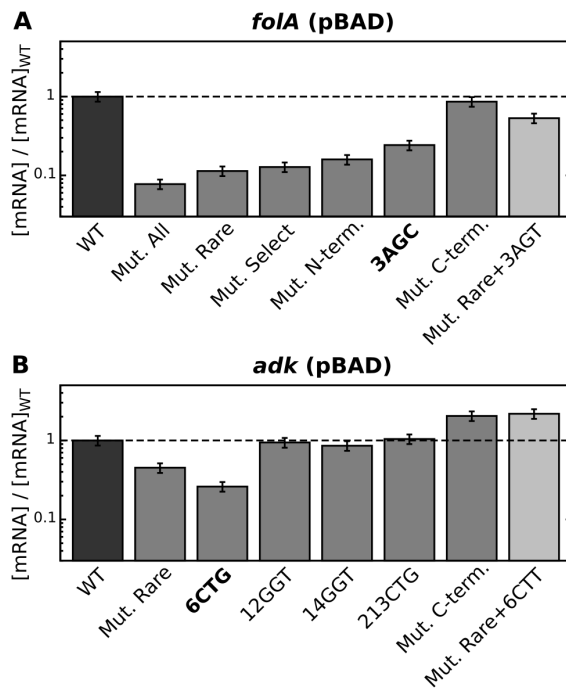 A
folA (pBAD)
[mRNA] / [mRNA]WT
1
0.1
WT
Mut. All
Mut. Rare
Mut. Select
Mut. N-term.
3AGC
Mut. C-term.
Mut. Rare+3AGT
B
adk (pBAD)
[mRNA] / [mRNA]WT
1
0.1
WT
Mut. Rare
6CTG
12GGT
14GGT
213CTG
Mut. C-term.
Mut. Rare+6CTT